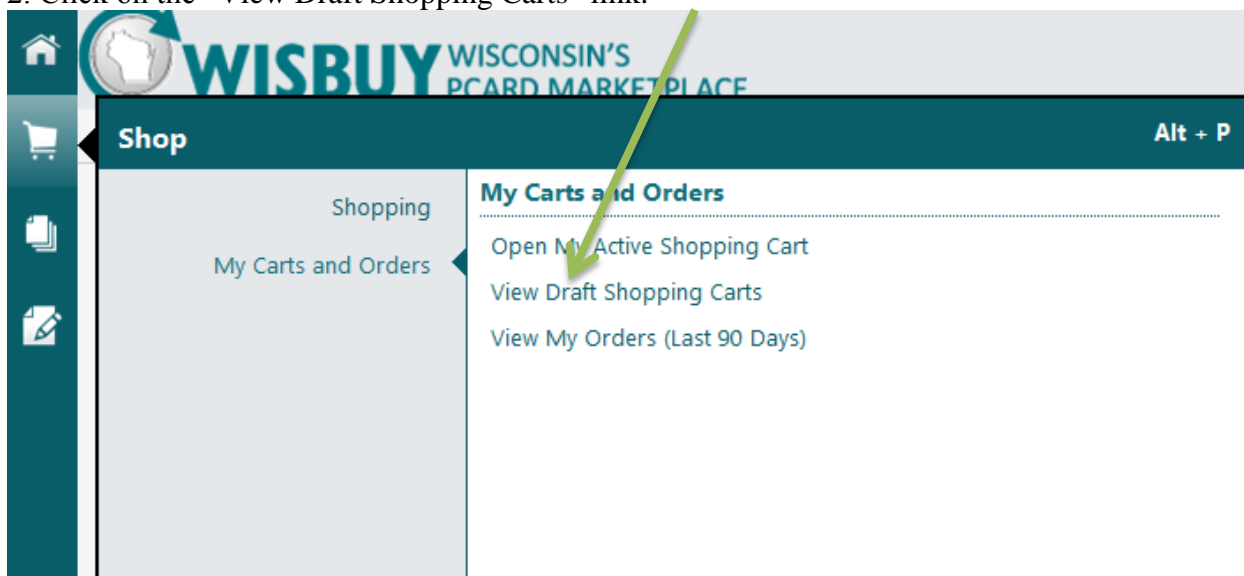 2. Click on the "View Draft Shopping Carts" link.
WISBUY WISCONSIN'S
PCARD MARKETPLACE
Shop
Alt + P
Shopping
My Carts and Orders
My Carts and Orders
Open My Active Shopping Cart
View Draft Shopping Carts
View My Orders (Last 90 Days)